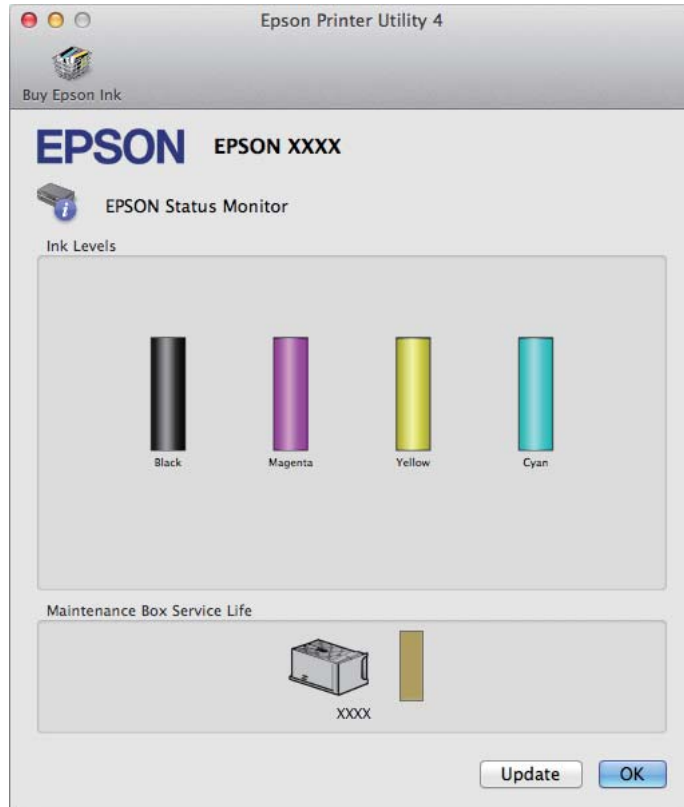 Epson Printer Utility 4
Buy Epson Ink
EPSON EPSON XXXX
EPSON Status Monitor
Ink Levels
Black Magenta Yellow Cyan
Maintenance Box Service Life
XXXX
Update OK